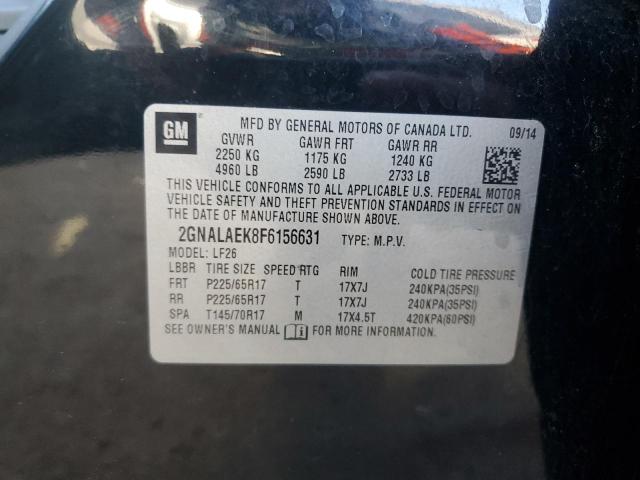 GM
MFD BY GENERAL MOTORS OF CANADA LTD. 09/14
GVWR GAWR FRT GAWR RR
2250 KG 1175 KG 1240 KG
4960 LB 2590 LB 2733 LB
THIS VEHICLE CONFORMS TO ALL APPLICABLE U.S. FEDERAL MOTOR
VEHICLE SAFETY AND THEFT PREVENTION STANDARDS IN EFFECT ON
THE DATE OF MANUFACTURE SHOWN ABOVE.
2GNALAEK8F6156631 TYPE: M.P.V.
MODEL: LF26
LBBR TIRE SIZE SPEED RTG RIM COLD TIRE PRESSURE
FRT P225/65R17 T 17X7J 240KPA(35PSI)
RR P225/65R17 T 17X7J 240KPA(35PSI)
SPA T145/70R17 M 17X4.5T 420KPA(60PSI)
SEE OWNER'S MANUAL FOR MORE INFORMATION.